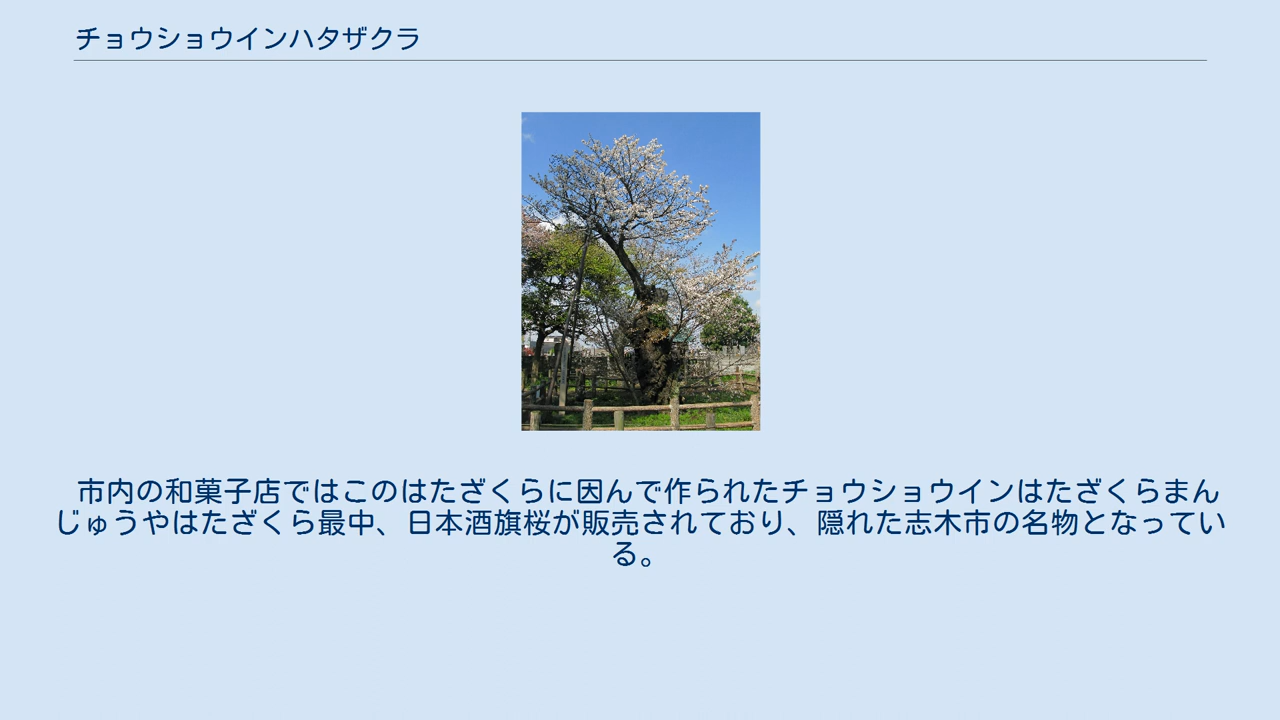 チョウショウインハタザクラ
市内の和菓子店ではこのはたざくらに因んで作られたチョウショウインはたざくらまん
じゅうやはたざくら最中、日本酒旗桜が販売されており、隠れた志木市の名物となってい
る。